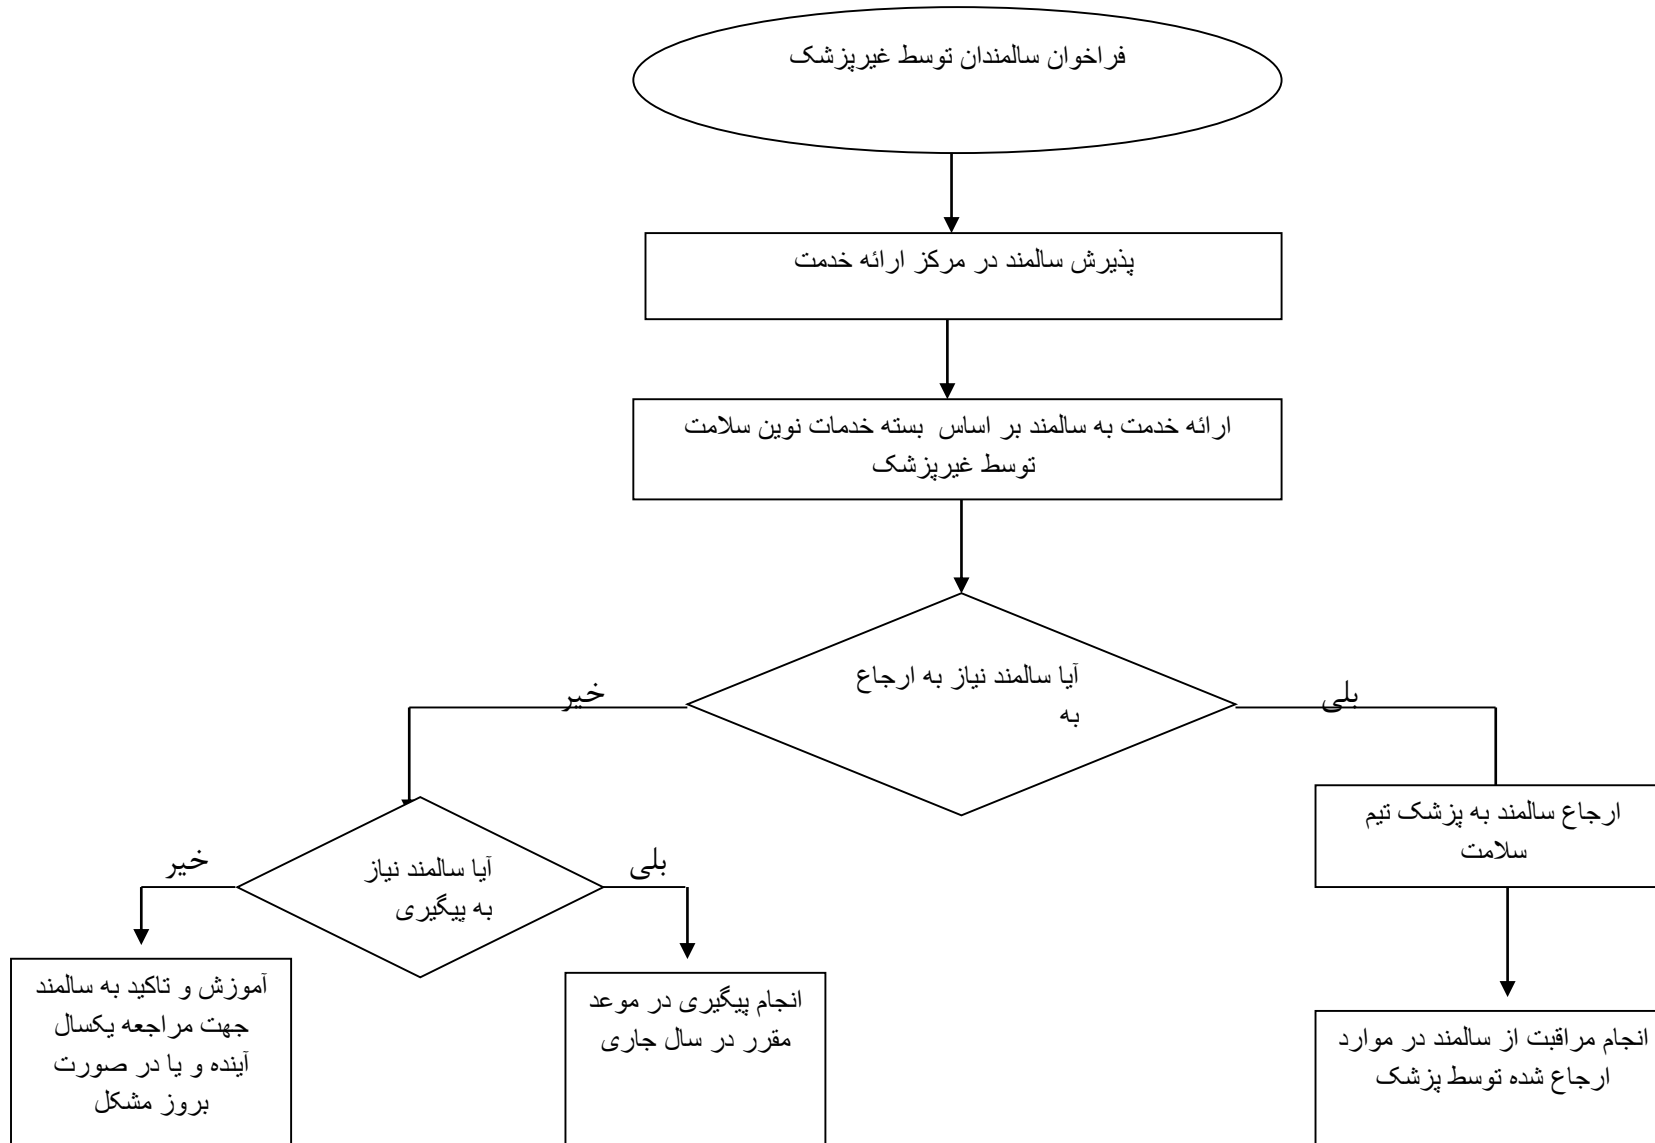 فراخوان سالمندان توسط غیرپزشک
پذیرش سالمند در مرکز ارائه خدمت
ارائه خدمت به سالمند بر اساس بسته خدمات نوین سلامت
توسط غیرپزشک
آیا سالمند نیاز به ارجاع
به
بلی
خیر
ارجاع سالمند به پزشک تیم
سلامت
انجام مراقبت از سالمند در موارد
ارجاع شده توسط پزشک
آیا سالمند نیاز
به پیگیری
بلی
خیر
انجام پیگیری در موعد
مقرر در سال جاری
آموزش و تاکید به سالمند
جهت مراجعه یکسال
آینده و یا در صورت
بروز مشکل